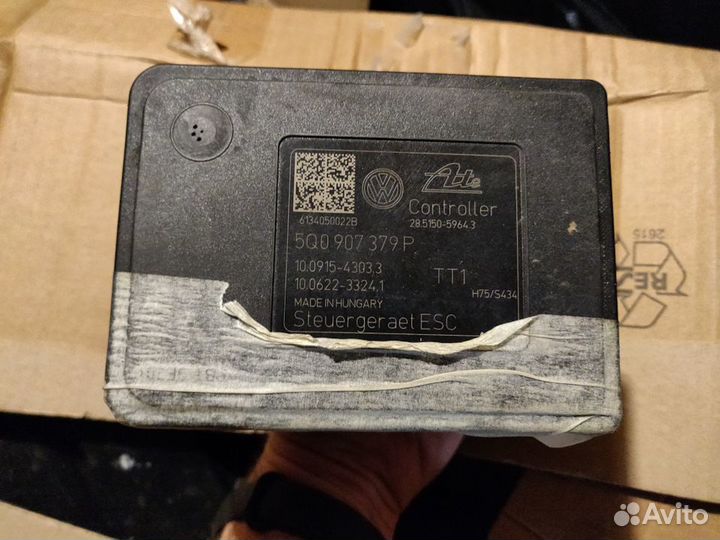 Ate
Controller
6134050022B
28.5150-5964.3
5Q0 907 379 P
10.0915-4303.3
10.0622-3324.1
TT1
H75/S434
MADE IN HUNGARY
Steuergeraet ESC
2615
Avito